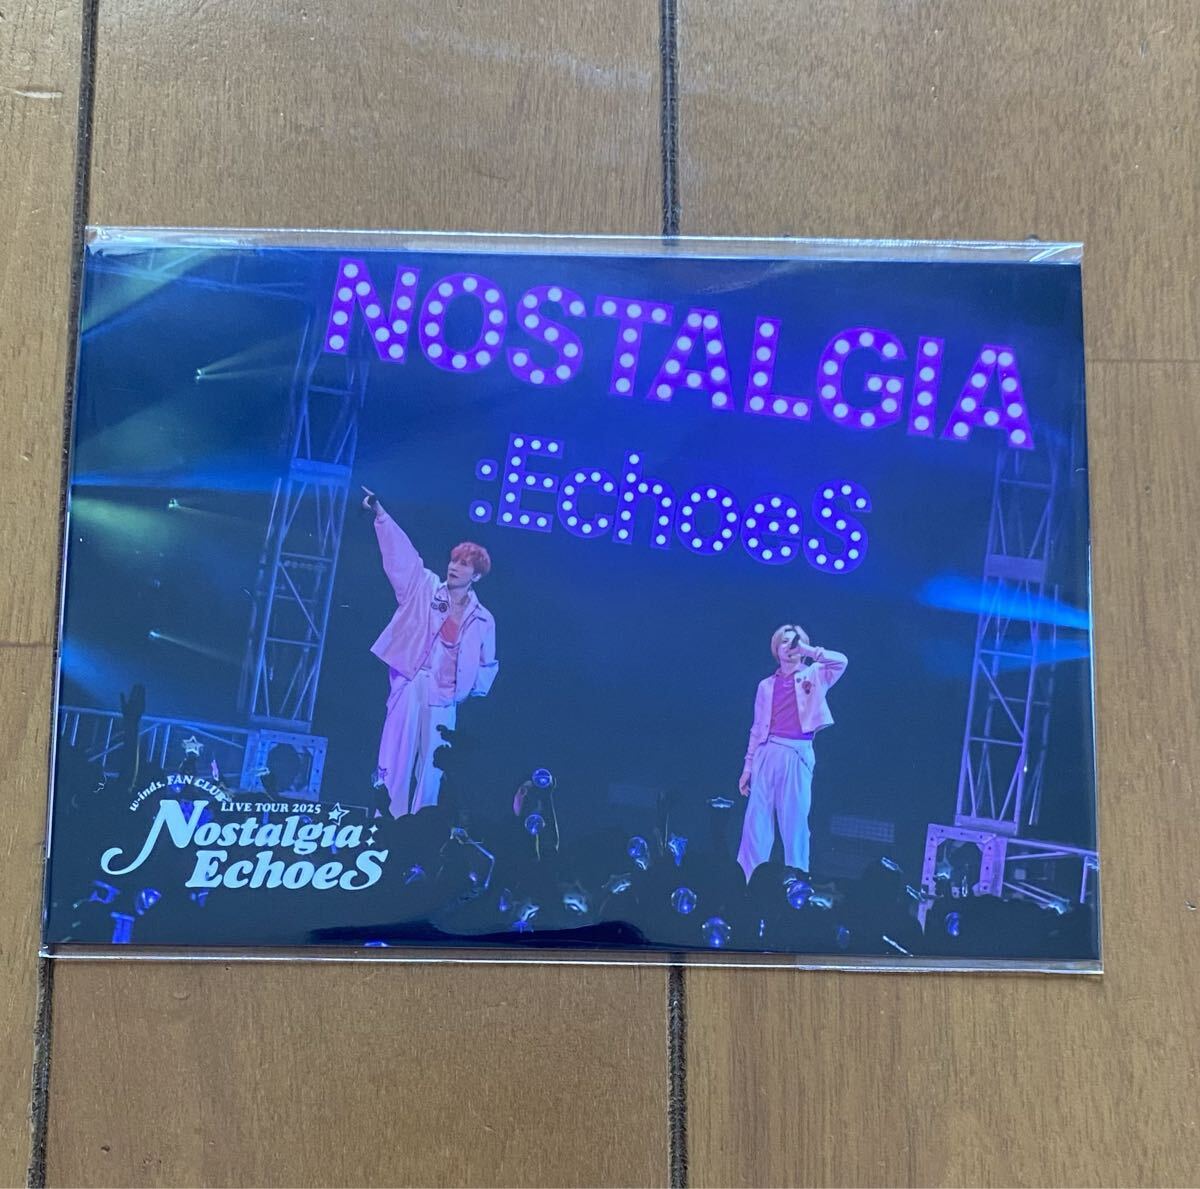 NOSTALGIA
:EchoeS
w-inds. FAN CLUB
LIVE TOUR 2025
Nostalgia:
EchoeS